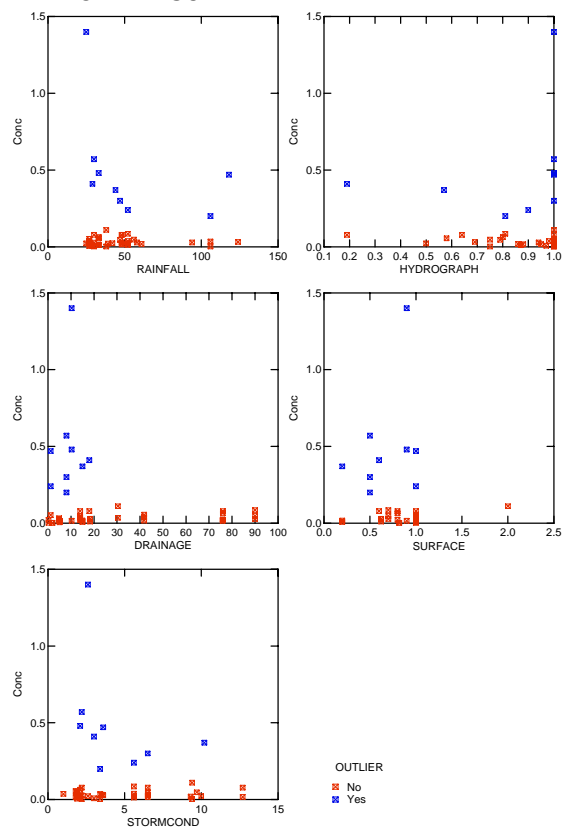 1.5
1.0
0.5
0.0
Conc
0 50 100 150
RAINFALL
1.5
1.0
0.5
0.0
Conc
0.1 0.2 0.3 0.4 0.5 0.6 0.7 0.8 0.9 1.0
HYDROGRAPH
1.5
1.0
0.5
0.0
Conc
0 10 20 30 40 50 60 70 80 90 100
DRAINAGE
1.5
1.0
0.5
0.0
Conc
0.0 0.5 1.0 1.5 2.0 2.5
SURFACE
1.5
1.0
0.5
0.0
Conc
0 5 10 15
STORMCOND
OUTLIER
No
Yes